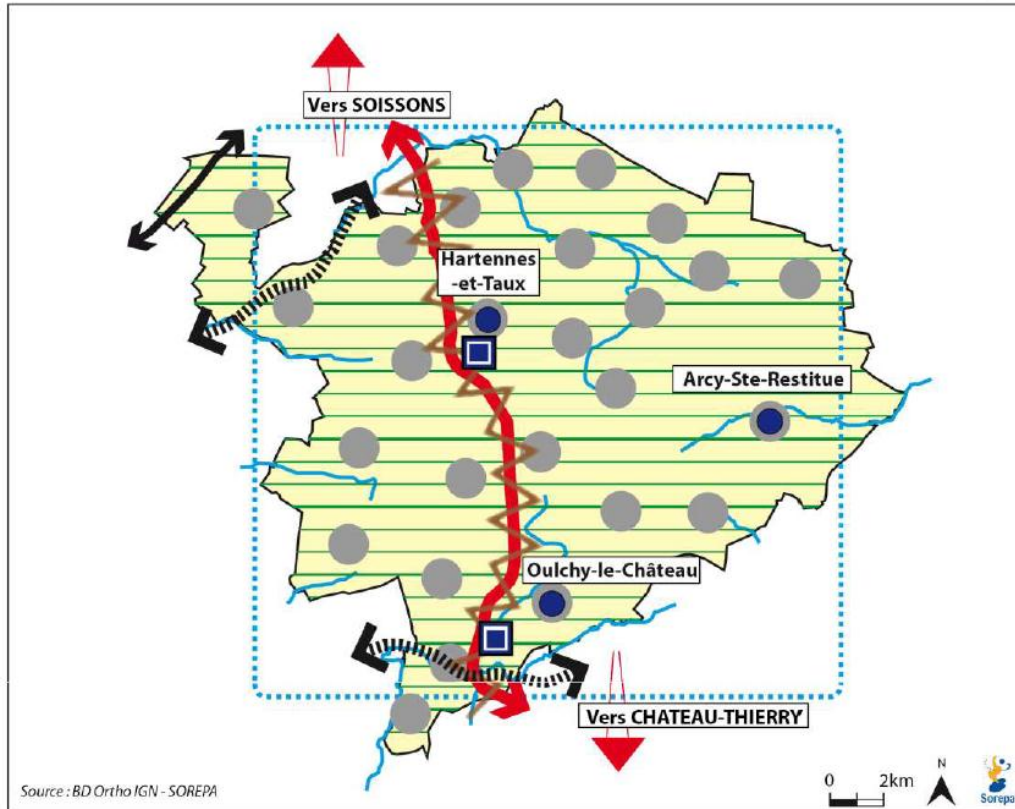 Vers SOISSONS
Hartennes
-et-Taux
Arcy-Ste-Restitue
Oulchy-le-Château
Vers CHATEAU-THIERRY
Source : BD Ortho IGN - SOREPA
0 2km
N
Sorepa